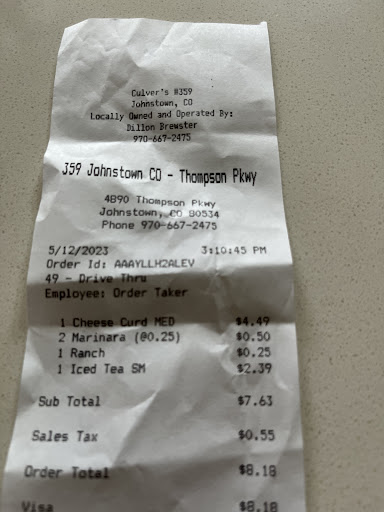 Culver's #359
Johnstown, CO
Locally Owned and Operated By:
Dillon Brewster
970-667-2475
359 Johnstown CO - Thompson Pkwy
4890 Thompson Pkwy
Johnstown, CO 80534
Phone 970-667-2475
5/12/2023 3:10:45 PM
Order Id: AAAYLLH2ALEV
49 - Drive Thru
Employee: Order Taker
1 Cheese Curd MED $4.49
2 Marinara (@0.25) $0.50
1 Ranch $0.25
1 Iced Tea SM $2.39
Sub Total $7.63
Sales Tax $0.55
Order Total $8.18
Visa $8.18